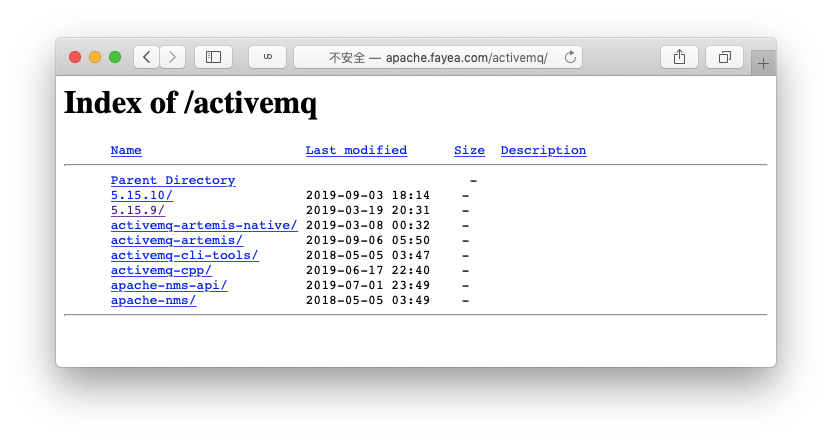 不安全 — apache.fayea.com/activemq/
Index of /activemq
Name Last modified Size Description
Parent Directory -
5.15.10/ 2019-09-03 18:14 -
5.15.9/ 2019-03-19 20:31 -
activemq-artemis-native/ 2019-03-08 00:32 -
activemq-artemis/ 2019-09-06 05:50 -
activemq-cli-tools/ 2018-05-05 03:47 -
activemq-cpp/ 2019-06-17 22:40 -
apache-nms-api/ 2019-07-01 23:49 -
apache-nms/ 2018-05-05 03:49 -